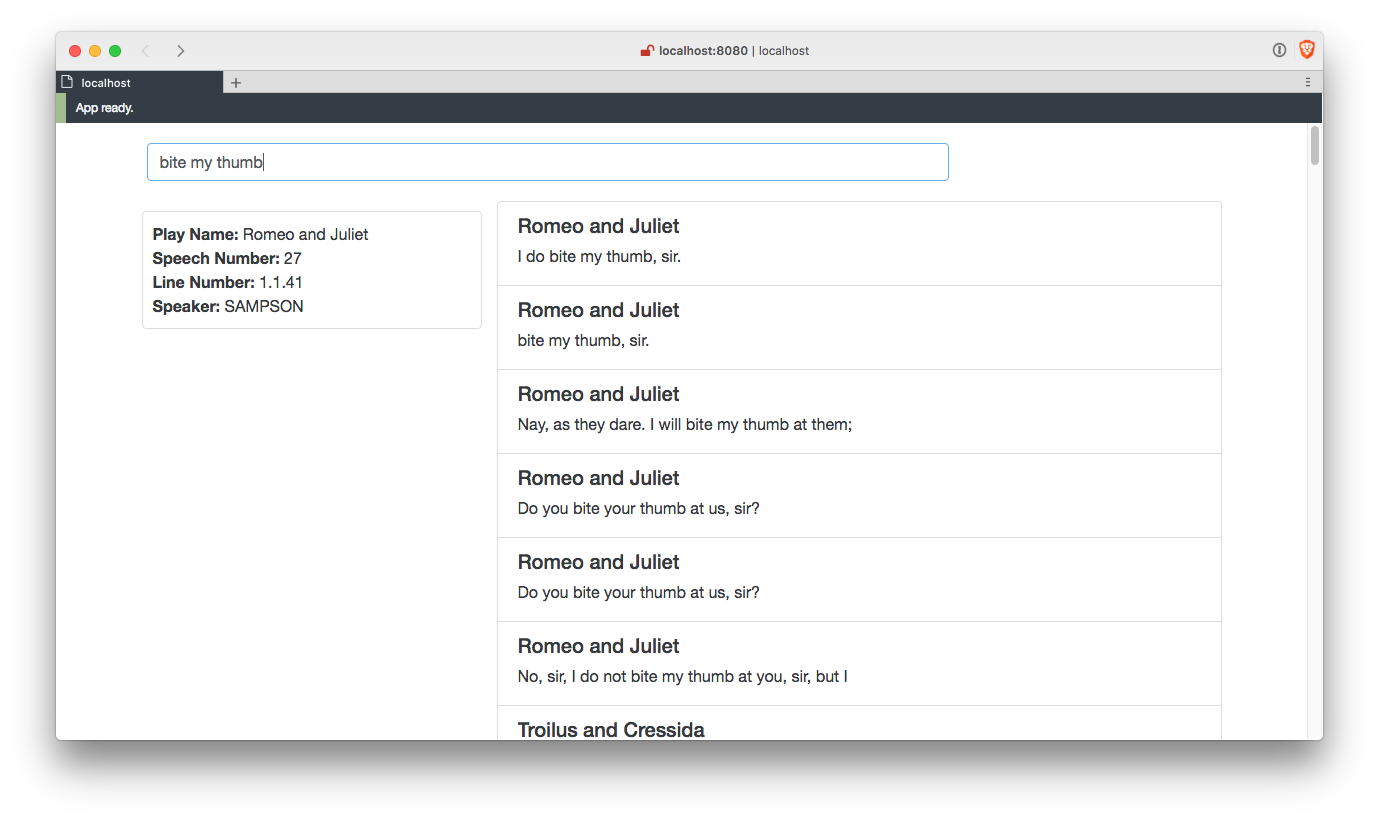 localhost:8080 | localhost
localhost
App ready.
bite my thumb
Play Name: Romeo and Juliet
Speech Number: 27
Line Number: 1.1.41
Speaker: SAMPSON
Romeo and Juliet
I do bite my thumb, sir.
Romeo and Juliet
bite my thumb, sir.
Romeo and Juliet
Nay, as they dare. I will bite my thumb at them;
Romeo and Juliet
Do you bite your thumb at us, sir?
Romeo and Juliet
Do you bite your thumb at us, sir?
Romeo and Juliet
No, sir, I do not bite my thumb at you, sir, but I
Troilus and Cressida